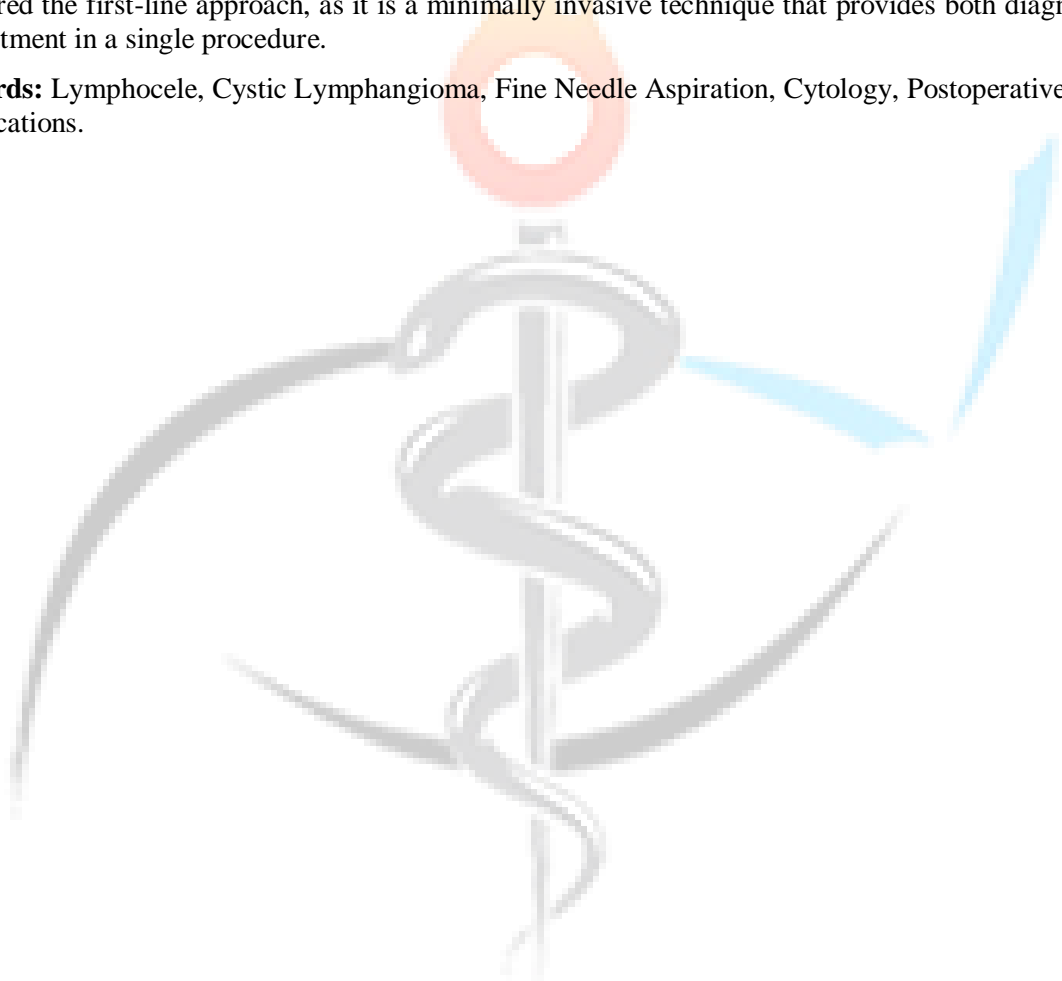 red the first-line approach, as it is a minimally invasive technique that provides both diagn
tment in a single procedure.
rds: Lymphocele, Cystic Lymphangioma, Fine Needle Aspiration, Cytology, Postoperative
cations.